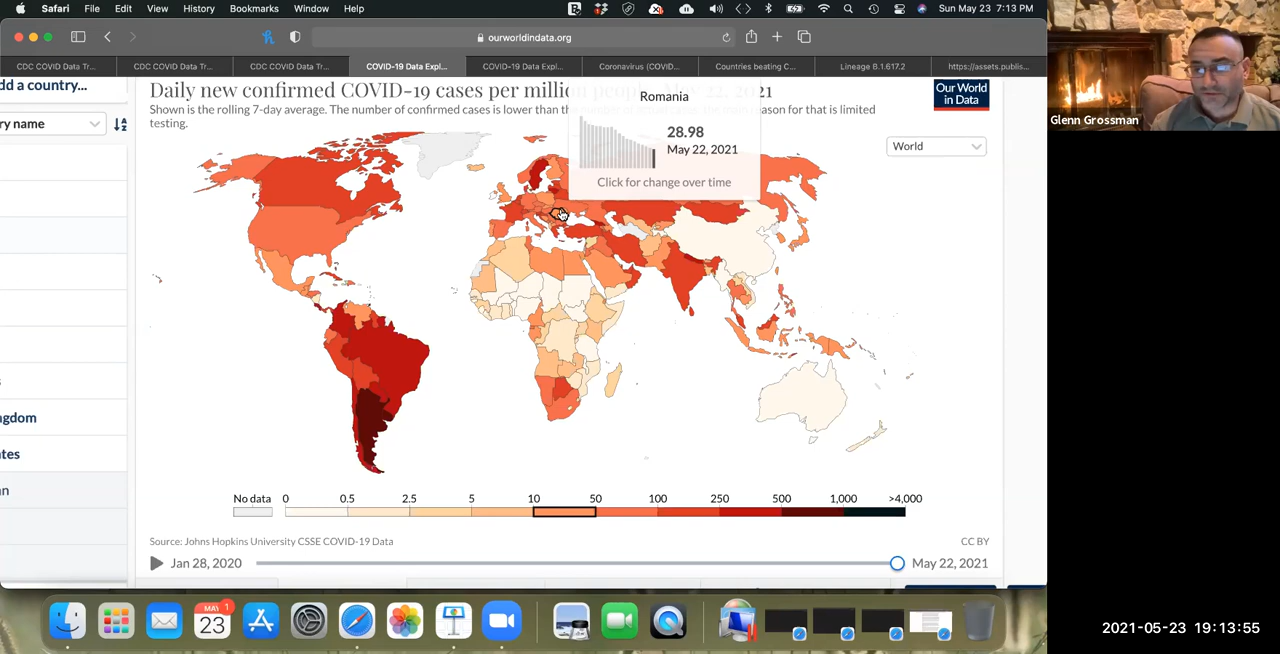 Safari File Edit View History Bookmarks Window Help
Sun May 23 7:13 PM
ourworldindata.org
CDC COVID Data Tr... CDC COVID Data Tr... CDC COVID Data Tr... COVID-19 Data Expl... COVID-19 Data Expl... Coronavirus (COVID... Countries beating C... Lineage B.1.617.2 https://assets.publis...
dd a country...
Daily new confirmed COVID-19 cases per million people, May 22, 2021
Shown is the rolling 7-day average. The number of confirmed cases is lower than th
son for that is limited
testing.
Our World
in Data
Glenn Grossman
ry name
World
Romania
28.98
May 22, 2021
Click for change over time
s
ngdom
tes
n
No data 0 0.5 2.5 5 10 50 100 250 500 1,000 >4,000
Source: Johns Hopkins University CSSE COVID-19 Data
CC BY
Jan 28, 2020
May 22, 2021
MAY
23
1
2021-05-23 19:13:55